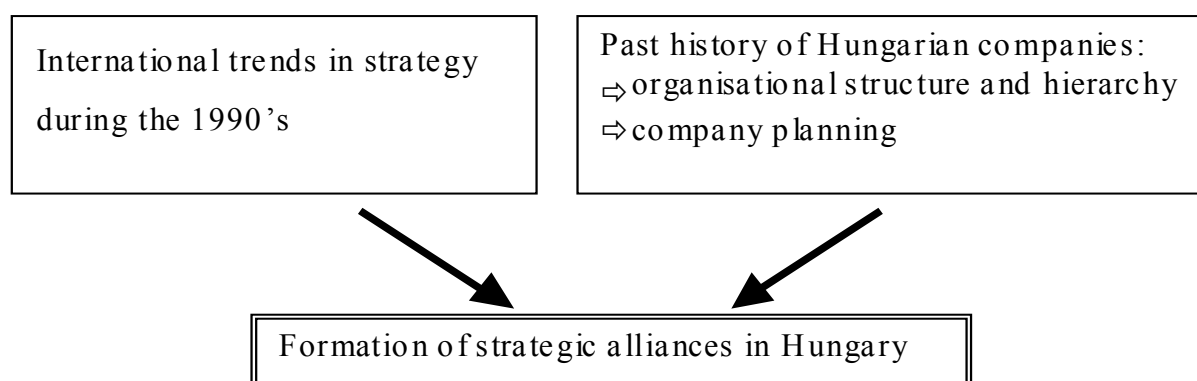 International trends in strategy
during the 1990's
Past history of Hungarian companies:
⇨ organisational structure and hierarchy
⇨ company planning
Formation of strategic alliances in Hungary